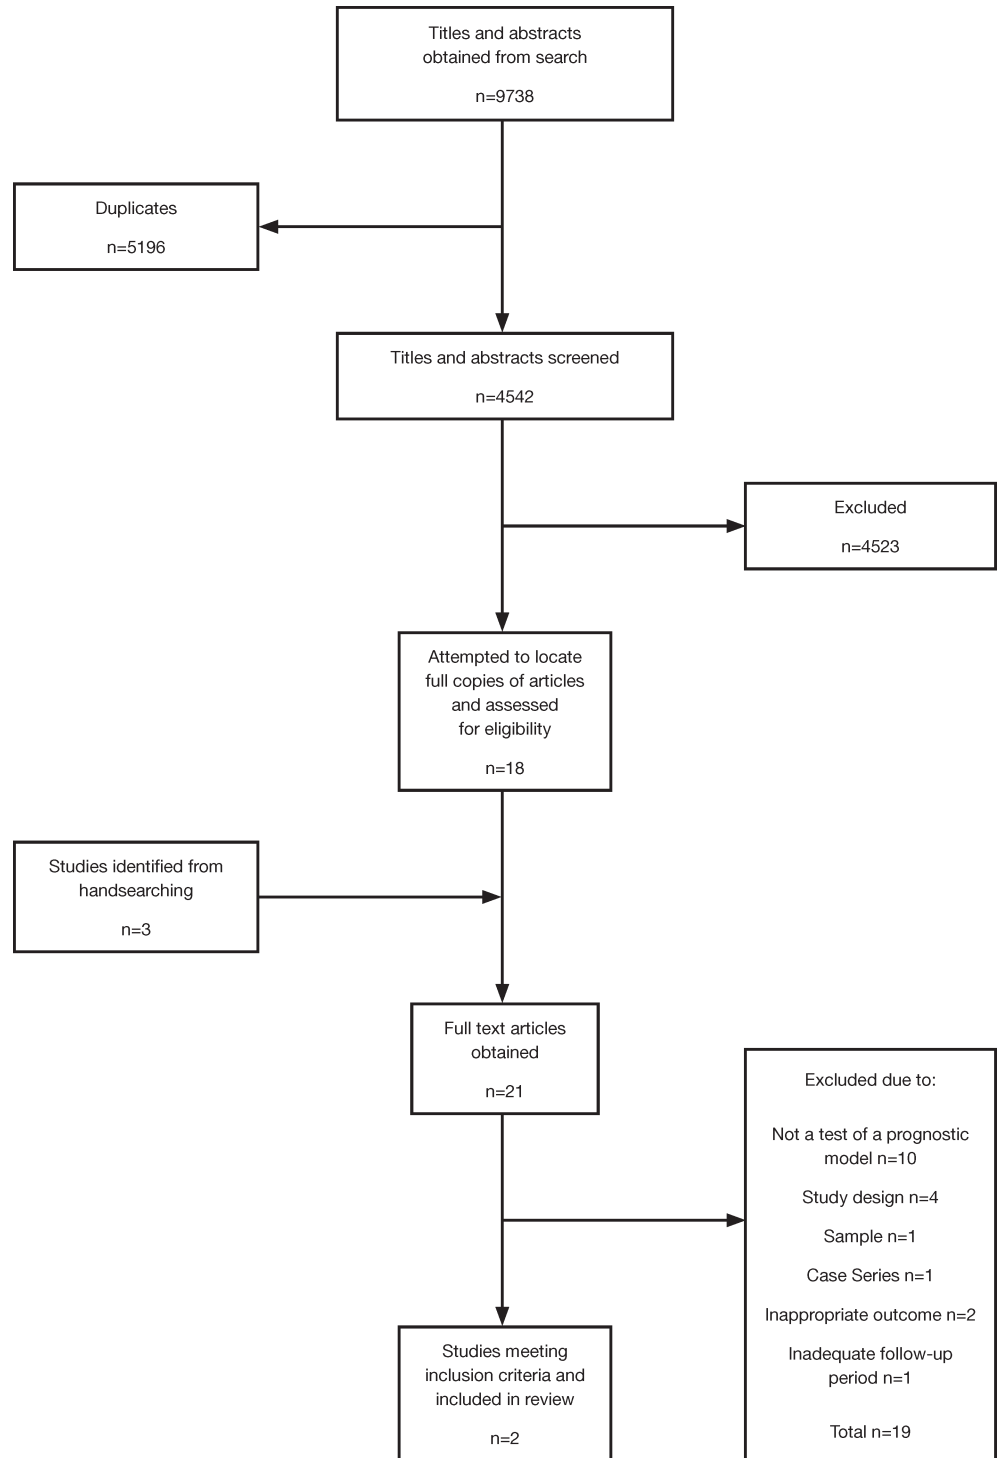 Titles and abstracts
obtained from search
n=9738
Duplicates
n=5196
Titles and abstracts screened
n=4542
Excluded
n=4523
Attempted to locate
full copies of articles
and assessed
for eligibility
n=18
Studies identified from
handsearching
n=3
Full text articles
obtained
n=21
Excluded due to:
Not a test of a prognostic
model n=10
Study design n=4
Sample n=1
Case Series n=1
Inappropriate outcome n=2
Inadequate follow-up
period n=1
Total n=19
Studies meeting
inclusion criteria and
included in review
n=2